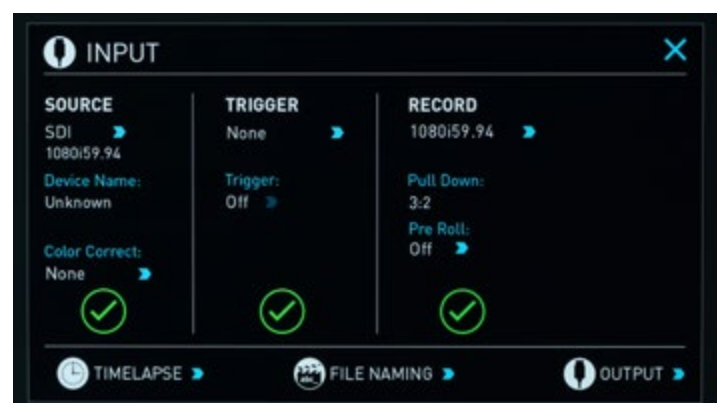 INPUT
SOURCE
SDI
1080i59.94
Device Name:
Unknown
Color Correct:
None
TRIGGER
None
Trigger:
Off
RECORD
1080i59.94
Pull Down:
3:2
Pre Roll:
Off
TIMELAPSE
FILE NAMING
OUTPUT